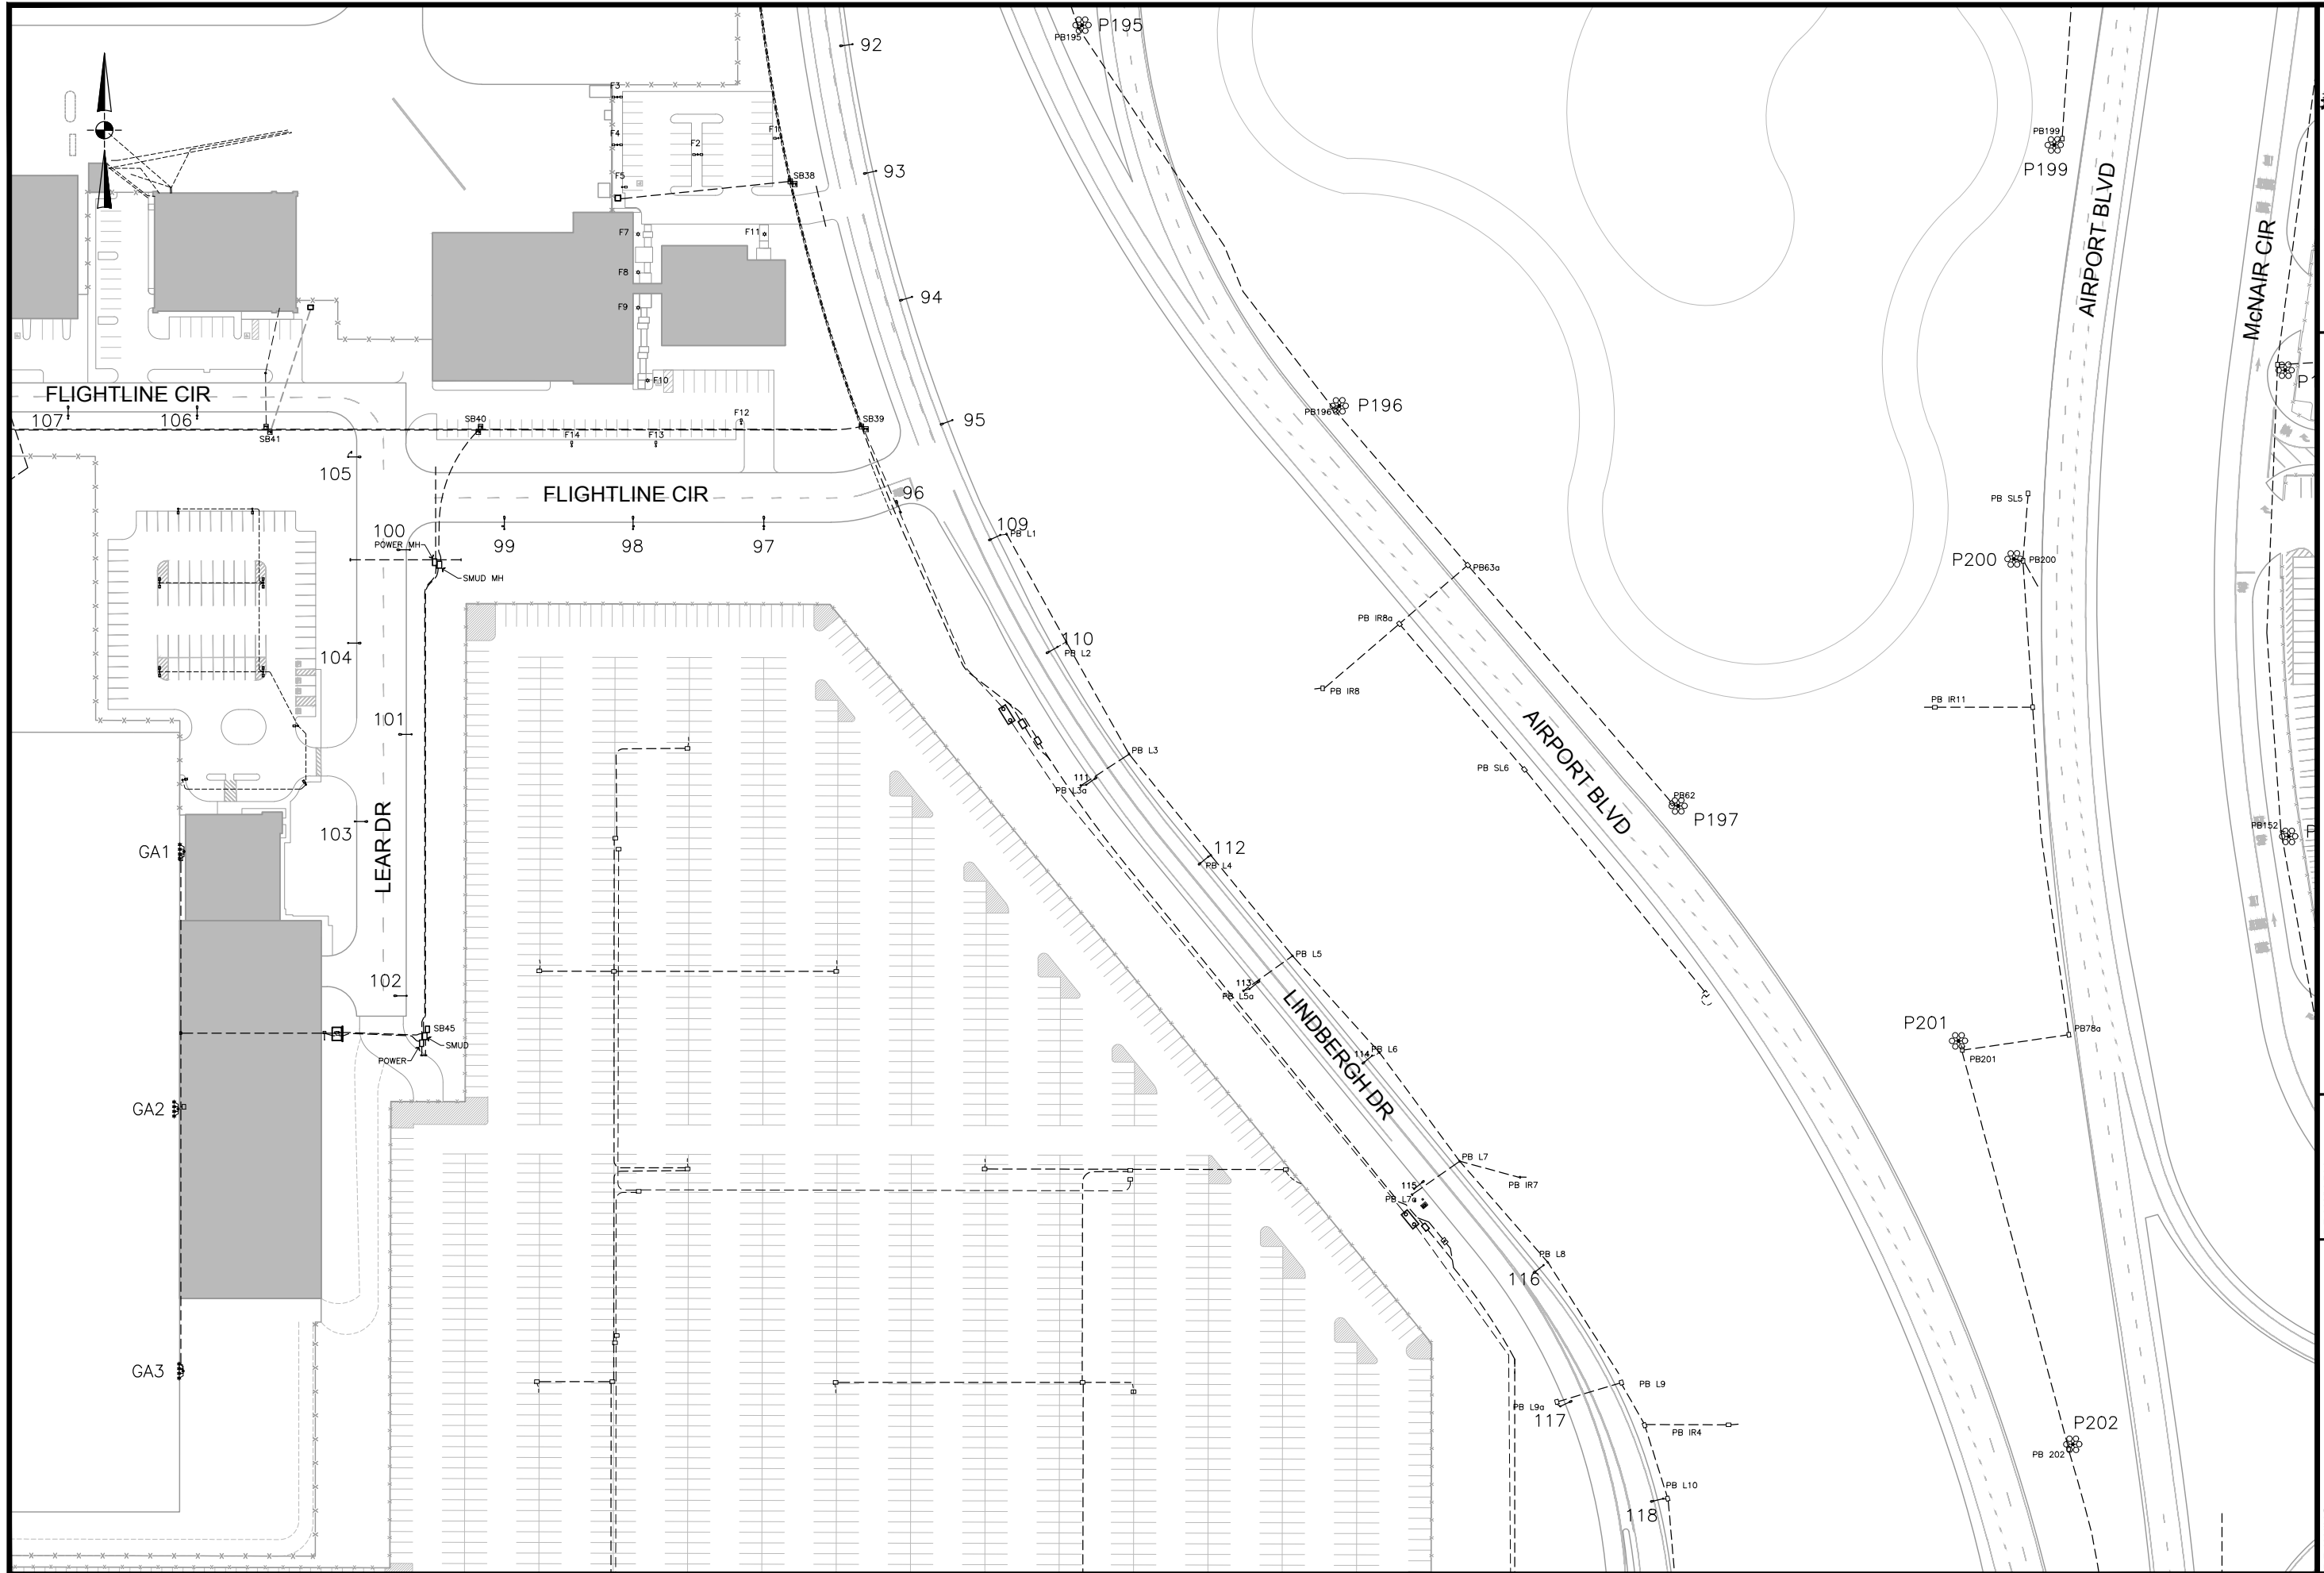 P195
PB195
92
F3
F1
F4
F2
PB199
P199
F5
SB38
93
AIRPORT BLVD
McNAIR CIR
F7
F11
F8
F9
94
F10
FLIGHTLINE CIR
107
106
SB41
SB40
F12
SB39
F14
F13
95
PB196
P196
105
FLIGHTLINE CIR
96
PB SL5
100
99
98
97
109
PB L1
POWER MH
SMUD MH
PB63a
P200
PB200
PB IR8a
104
110
PB L2
PB IR8
PB IR11
101
AIRPORT BLVD
PB L3
111
PB L3a
PB SL6
PB62
P197
103
LEAR DR
PB152
P
GA1
112
PB L4
PB L5
113
PB L5a
102
LINDBERGH DR
SB45
SMUD
POWER
114
PB L6
P201
PB201
PB78a
GA2
PB L7
115
PB L7a
PB IR7
PB L8
116
GA3
PB L9
PB L9a
117
PB IR4
P202
PB 202
PB L10
118